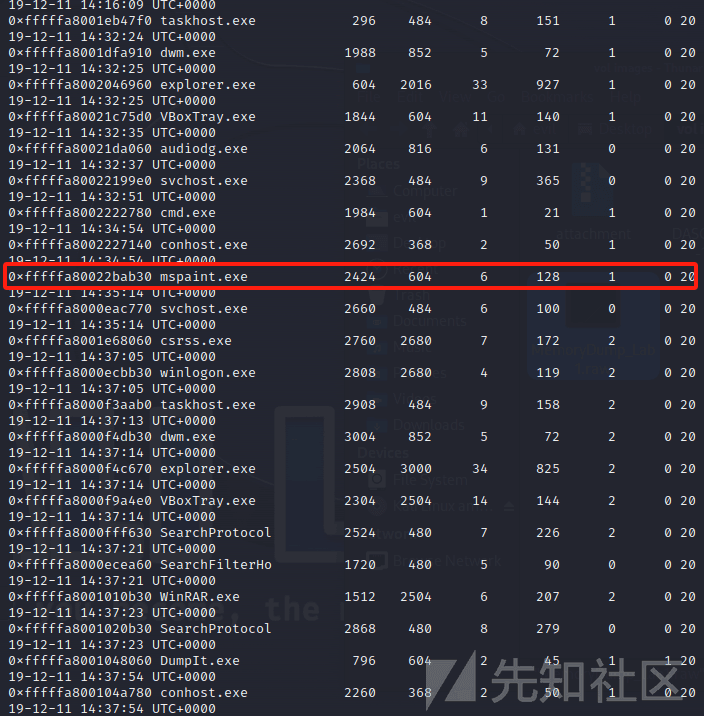 19-12-11 14:16:09 UTC+0000
0×fffffa8001eb47f0 taskhost.exe 296 484 8 151 1 0 20
19-12-11 14:32:24 UTC+0000
0×fffffa8001dfa910 dwm.exe 1988 852 5 72 1 0 20
19-12-11 14:32:25 UTC+0000
0×fffffa8002046960 explorer.exe 604 2016 33 927 1 0 20
19-12-11 14:32:25 UTC+0000
0×fffffa80021c75d0 VBoxTray.exe 1844 604 11 140 1 0 20
19-12-11 14:32:35 UTC+0000
0×fffffa80021da060 audiodg.exe 2064 816 6 131 0 0 20
19-12-11 14:32:37 UTC+0000
0×fffffa80022199e0 svchost.exe 2368 484 9 365 0 0 20
19-12-11 14:32:51 UTC+0000
0×fffffa8002222780 cmd.exe 1984 604 1 21 1 0 20
19-12-11 14:34:54 UTC+0000
0×fffffa8002227140 conhost.exe 2692 368 2 50 1 0 20
19-12-11 14:34:54 UTC+0000
0×fffffa80022bab30 mspaint.exe 2424 604 6 128 1 0 20
19-12-11 14:35:14 UTC+0000
0×fffffa8000eac770 svchost.exe 2660 484 6 100 0 0 20
19-12-11 14:35:14 UTC+0000
0×fffffa8001e68060 csrss.exe 2760 2680 7 172 2 0 20
19-12-11 14:37:05 UTC+0000
0×fffffa8000ecbb30 winlogon.exe 2808 2680 4 119 2 0 20
19-12-11 14:37:05 UTC+0000
0×fffffa8000f3aab0 taskhost.exe 2908 484 9 158 2 0 20
19-12-11 14:37:13 UTC+0000
0×fffffa8000f4db30 dwm.exe 3004 852 5 72 2 0 20
19-12-11 14:37:14 UTC+0000
0×fffffa8000f4c670 explorer.exe 2504 3000 34 825 2 0 20
19-12-11 14:37:14 UTC+0000
0×fffffa8000f9a4e0 VBoxTray.exe 2304 2504 14 144 2 0 20
19-12-11 14:37:14 UTC+0000
0×fffffa8000fff630 SearchProtocol 2524 480 7 226 2 0 20
19-12-11 14:37:21 UTC+0000
0×fffffa8000ecea60 SearchFilterHo 1720 480 5 90 0 0 20
19-12-11 14:37:21 UTC+0000
0×fffffa8001010b30 WinRAR.exe 1512 2504 6 207 2 0 20
19-12-11 14:37:23 UTC+0000
0×fffffa8001020b30 SearchProtocol 2868 480 8 279 0 0 20
19-12-11 14:37:23 UTC+0000
0×fffffa8001048060 DumpIt.exe 796 604 2 45 1 1 20
19-12-11 14:37:54 UTC+0000
0×fffffa800104a780 conhost.exe 2260 368 2 50 1 0 20
19-12-11 14:37:54 UTC+0000
先知社区